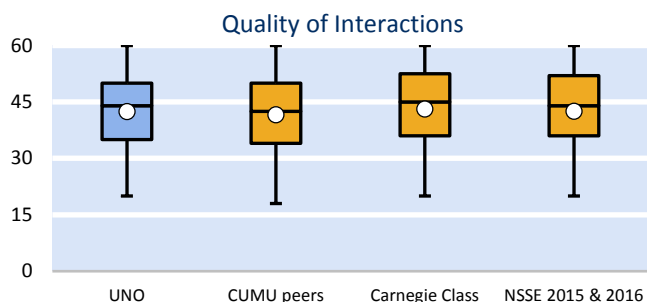 Quality of Interactions
60
45
30
15
0
UNO CUMU peers Carnegie Class NSSE 2015 & 2016